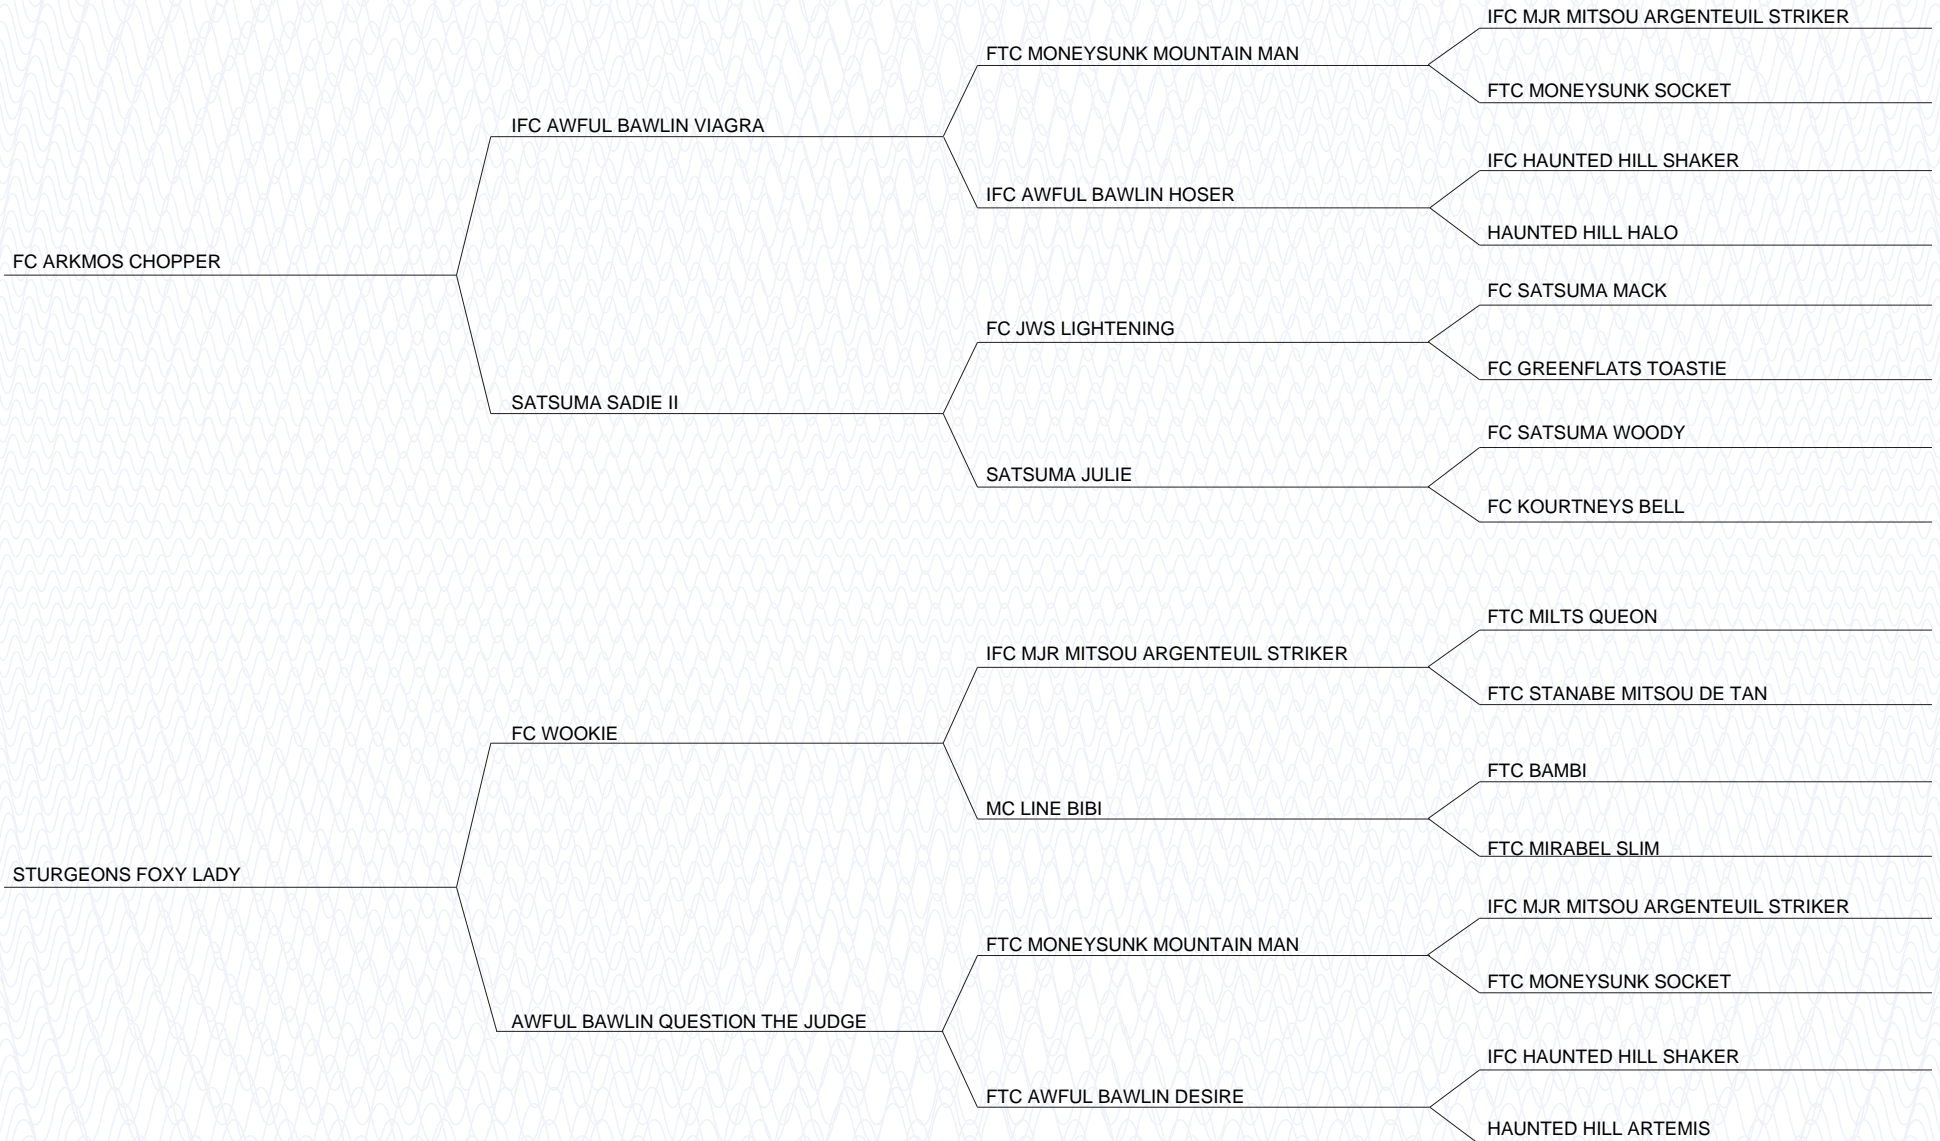 IFC MJR MITSOU ARGENTEUIL STRIKER
FTC MONEYSUNK MOUNTAIN MAN
FTC MONEYSUNK SOCKET
IFC AWFUL BAWLIN VIAGRA
IFC HAUNTED HILL SHAKER
IFC AWFUL BAWLIN HOSER
HAUNTED HILL HALO
FC ARKMOS CHOPPER
FC SATSUMA MACK
FC JWS LIGHTENING
FC GREENFLATS TOASTIE
SATSUMA SADIE II
FC SATSUMA WOODY
SATSUMA JULIE
FC KOURTNEYS BELL
FTC MILTS QUEON
IFC MJR MITSOU ARGENTEUIL STRIKER
FTC STANABE MITSOU DE TAN
FC WOOKIE
FTC BAMBI
MC LINE BIBI
FTC MIRABEL SLIM
STURGEONS FOXY LADY
IFC MJR MITSOU ARGENTEUIL STRIKER
FTC MONEYSUNK MOUNTAIN MAN
FTC MONEYSUNK SOCKET
AWFUL BAWLIN QUESTION THE JUDGE
IFC HAUNTED HILL SHAKER
FTC AWFUL BAWLIN DESIRE
HAUNTED HILL ARTEMIS